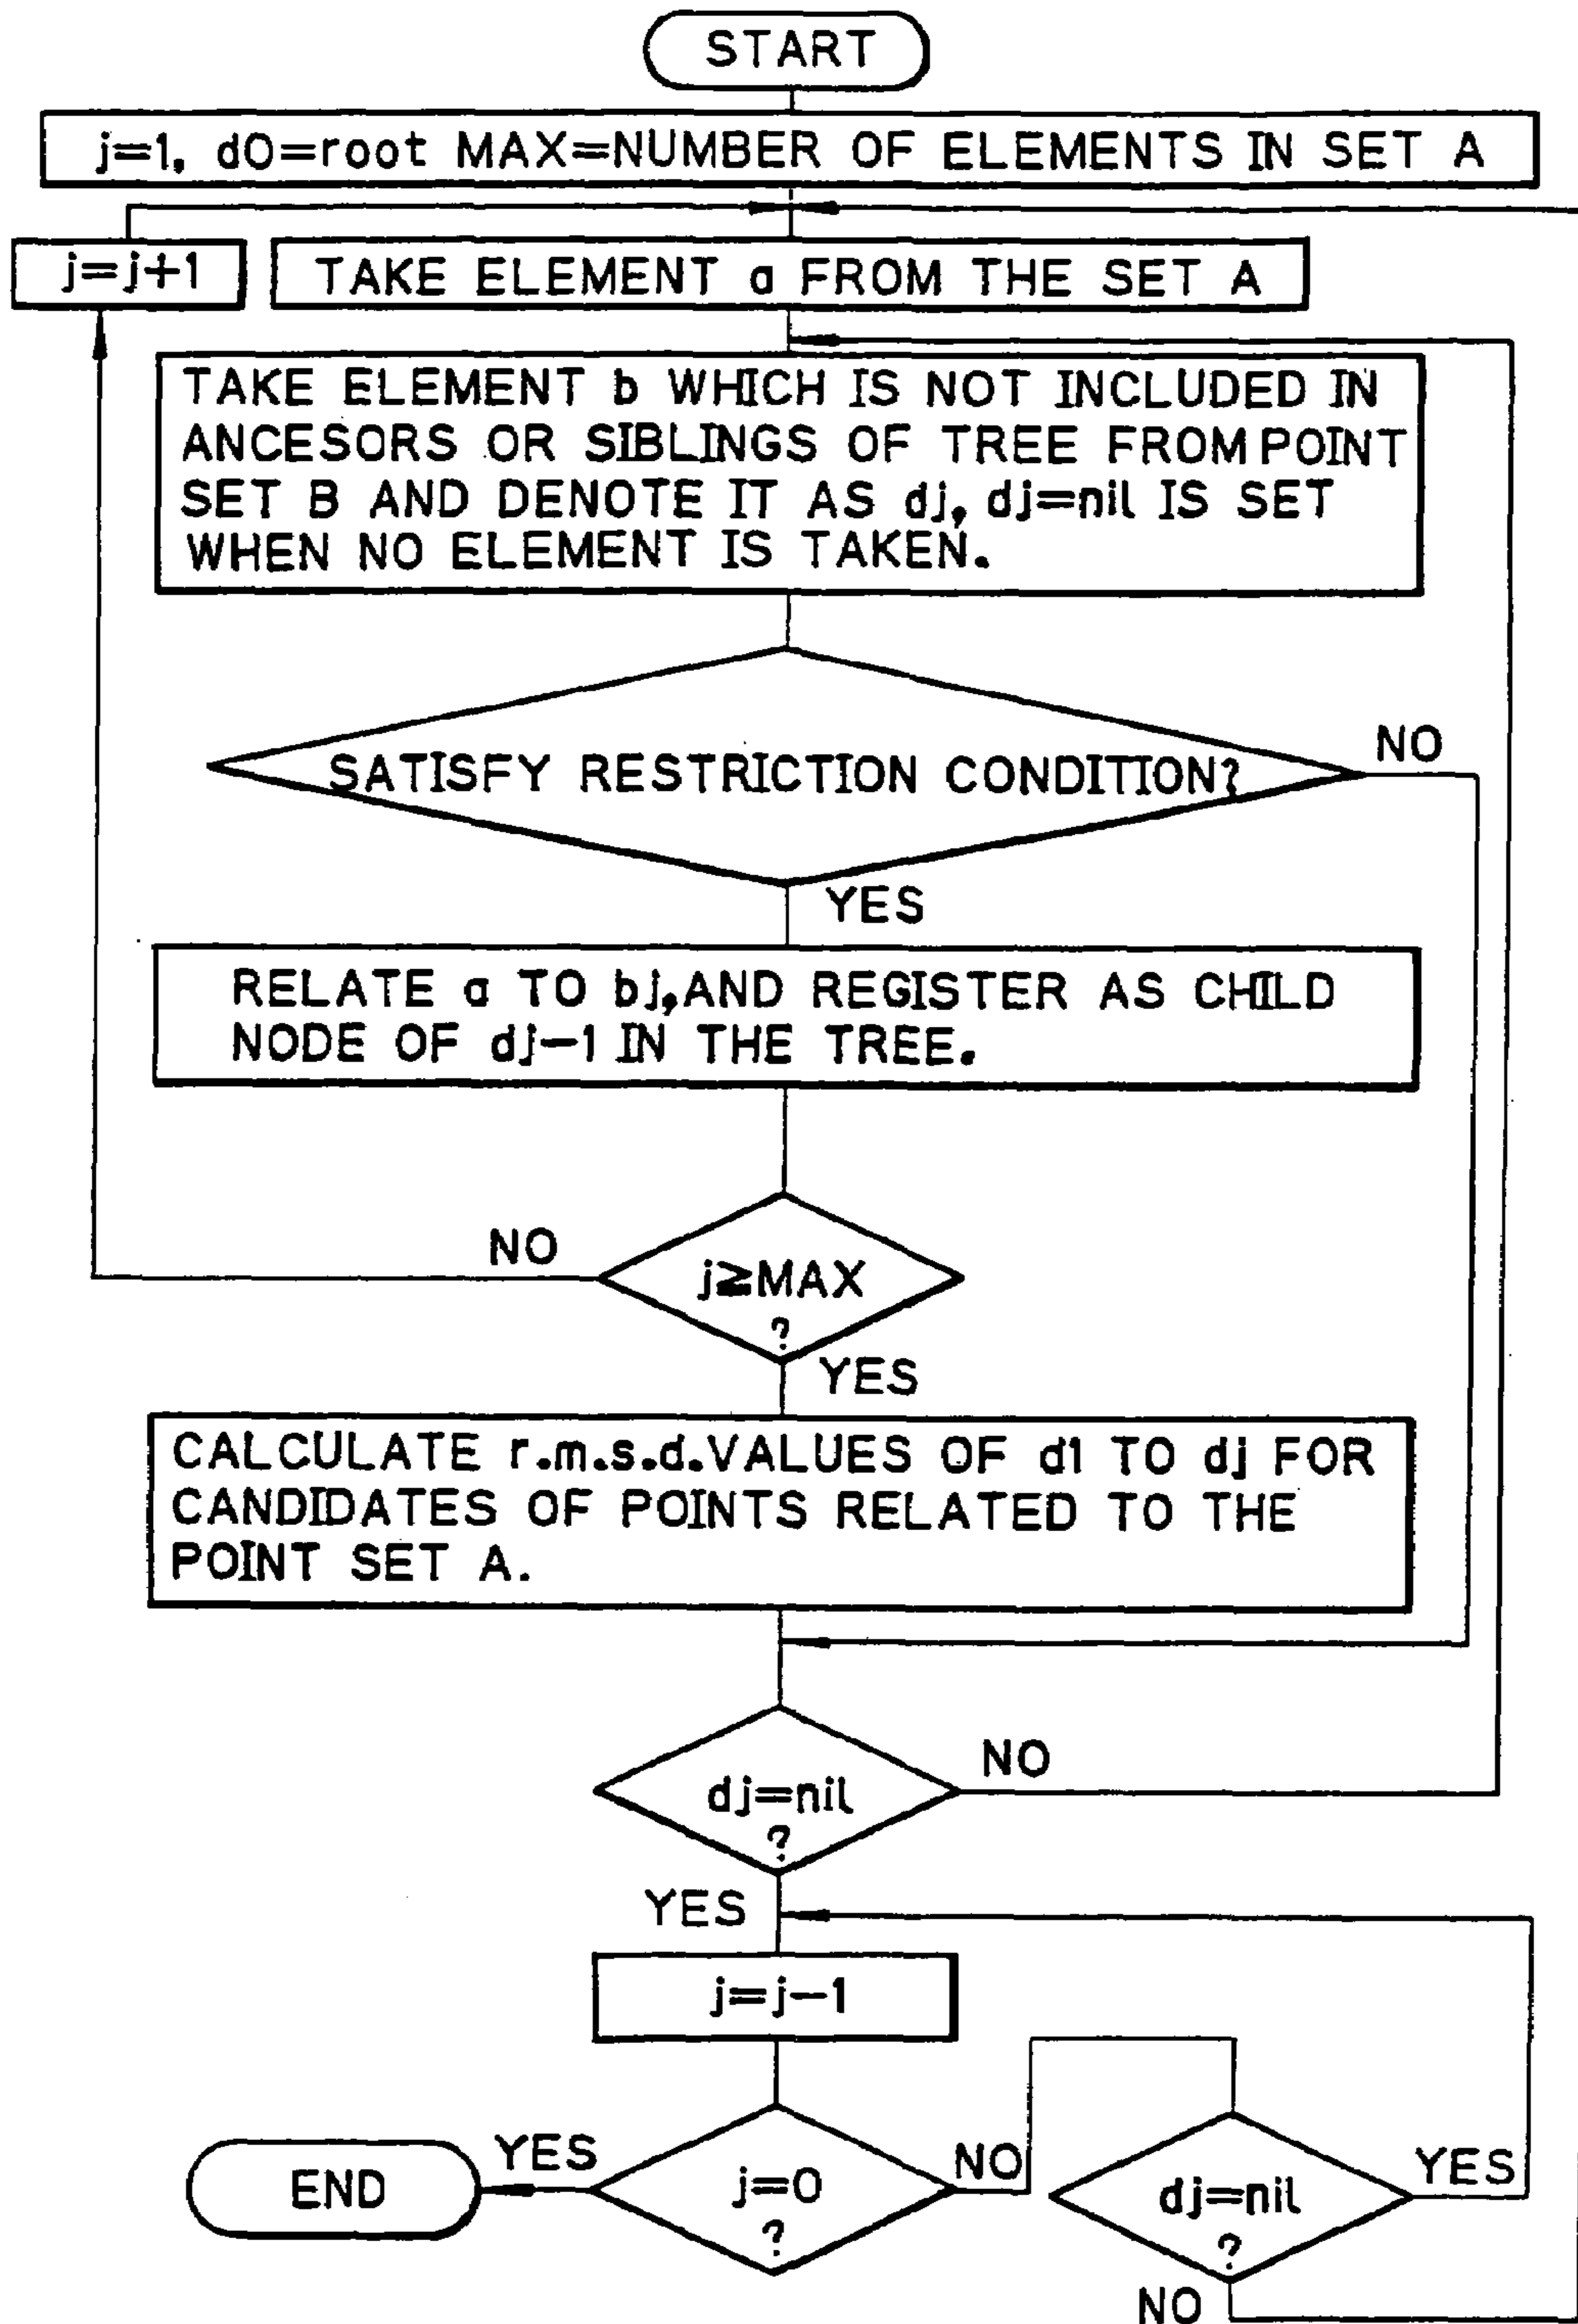 START
j=1, d0=root MAX=NUMBER OF ELEMENTS IN SET A
j=j+1
TAKE ELEMENT a FROM THE SET A
TAKE ELEMENT b WHICH IS NOT INCLUDED IN
ANCESORS OR SIBLINGS OF TREE FROM POINT
SET B AND DENOTE IT AS dj, dj=nil IS SET
WHEN NO ELEMENT IS TAKEN.
SATISFY RESTRICTION CONDITION?
NO
YES
RELATE a TO bj, AND REGISTER AS CHILD
NODE OF dj-1 IN THE TREE.
NO
j≧MAX
?
YES
CALCULATE r.m.s.d. VALUES OF d1 TO dj FOR
CANDIDATES OF POINTS RELATED TO THE
POINT SET A.
dj=nil
?
NO
YES
j=j-1
END
YES
j=0
?
NO
dj=nil
?
YES
NO